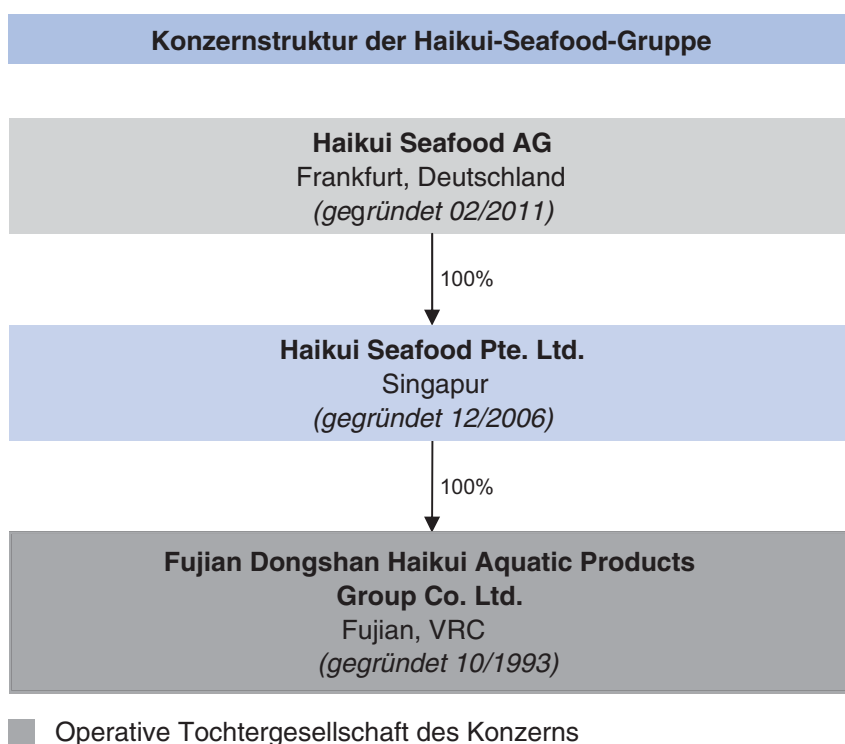 Konzernstruktur der Haikui-Seafood-Gruppe
Haikui Seafood AG
Frankfurt, Deutschland
(gegründet 02/2011)
100%
Haikui Seafood Pte. Ltd.
Singapur
(gegründet 12/2006)
100%
Fujian Dongshan Haikui Aquatic Products
Group Co. Ltd.
Fujian, VRC
(gegründet 10/1993)
Operative Tochtergesellschaft des Konzerns